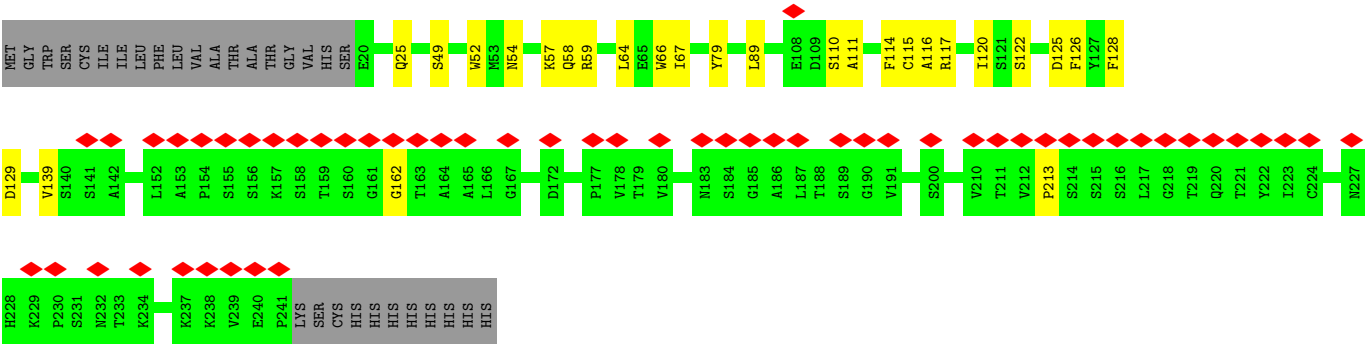 MET GLY TRP SER CYS ILE ILE LEU PHE LEU VAL ALA THR ALA THR GLY VAL HIS SER E20 Q25 S49 W52 M53 N54 K57 Q58 R59 L64 E65 W66 I67 Y79 L89 E108 D109 S110 A111 F114 C115 A116 R117 I120 S121 S122 D125 F126 Y127 F128
D129 V139 S140 S141 A142 L152 A153 P154 S155 S156 K157 S158 T159 S160 G161 G162 T163 A164 A165 L166 G167 D172 P177 V178 T179 V180 N183 S184 G185 A186 L187 T188 S189 G190 V191 S200 V210 T211 V212 P213 S214 S215 S216 L217 G218 T219 Q220 T221 Y222 I223 C224 N227
H228 K229 P230 S231 N232 T233 K234 K237 K238 V239 E240 P241 LYS SER CYS HIS HIS HIS HIS HIS HIS HIS HIS